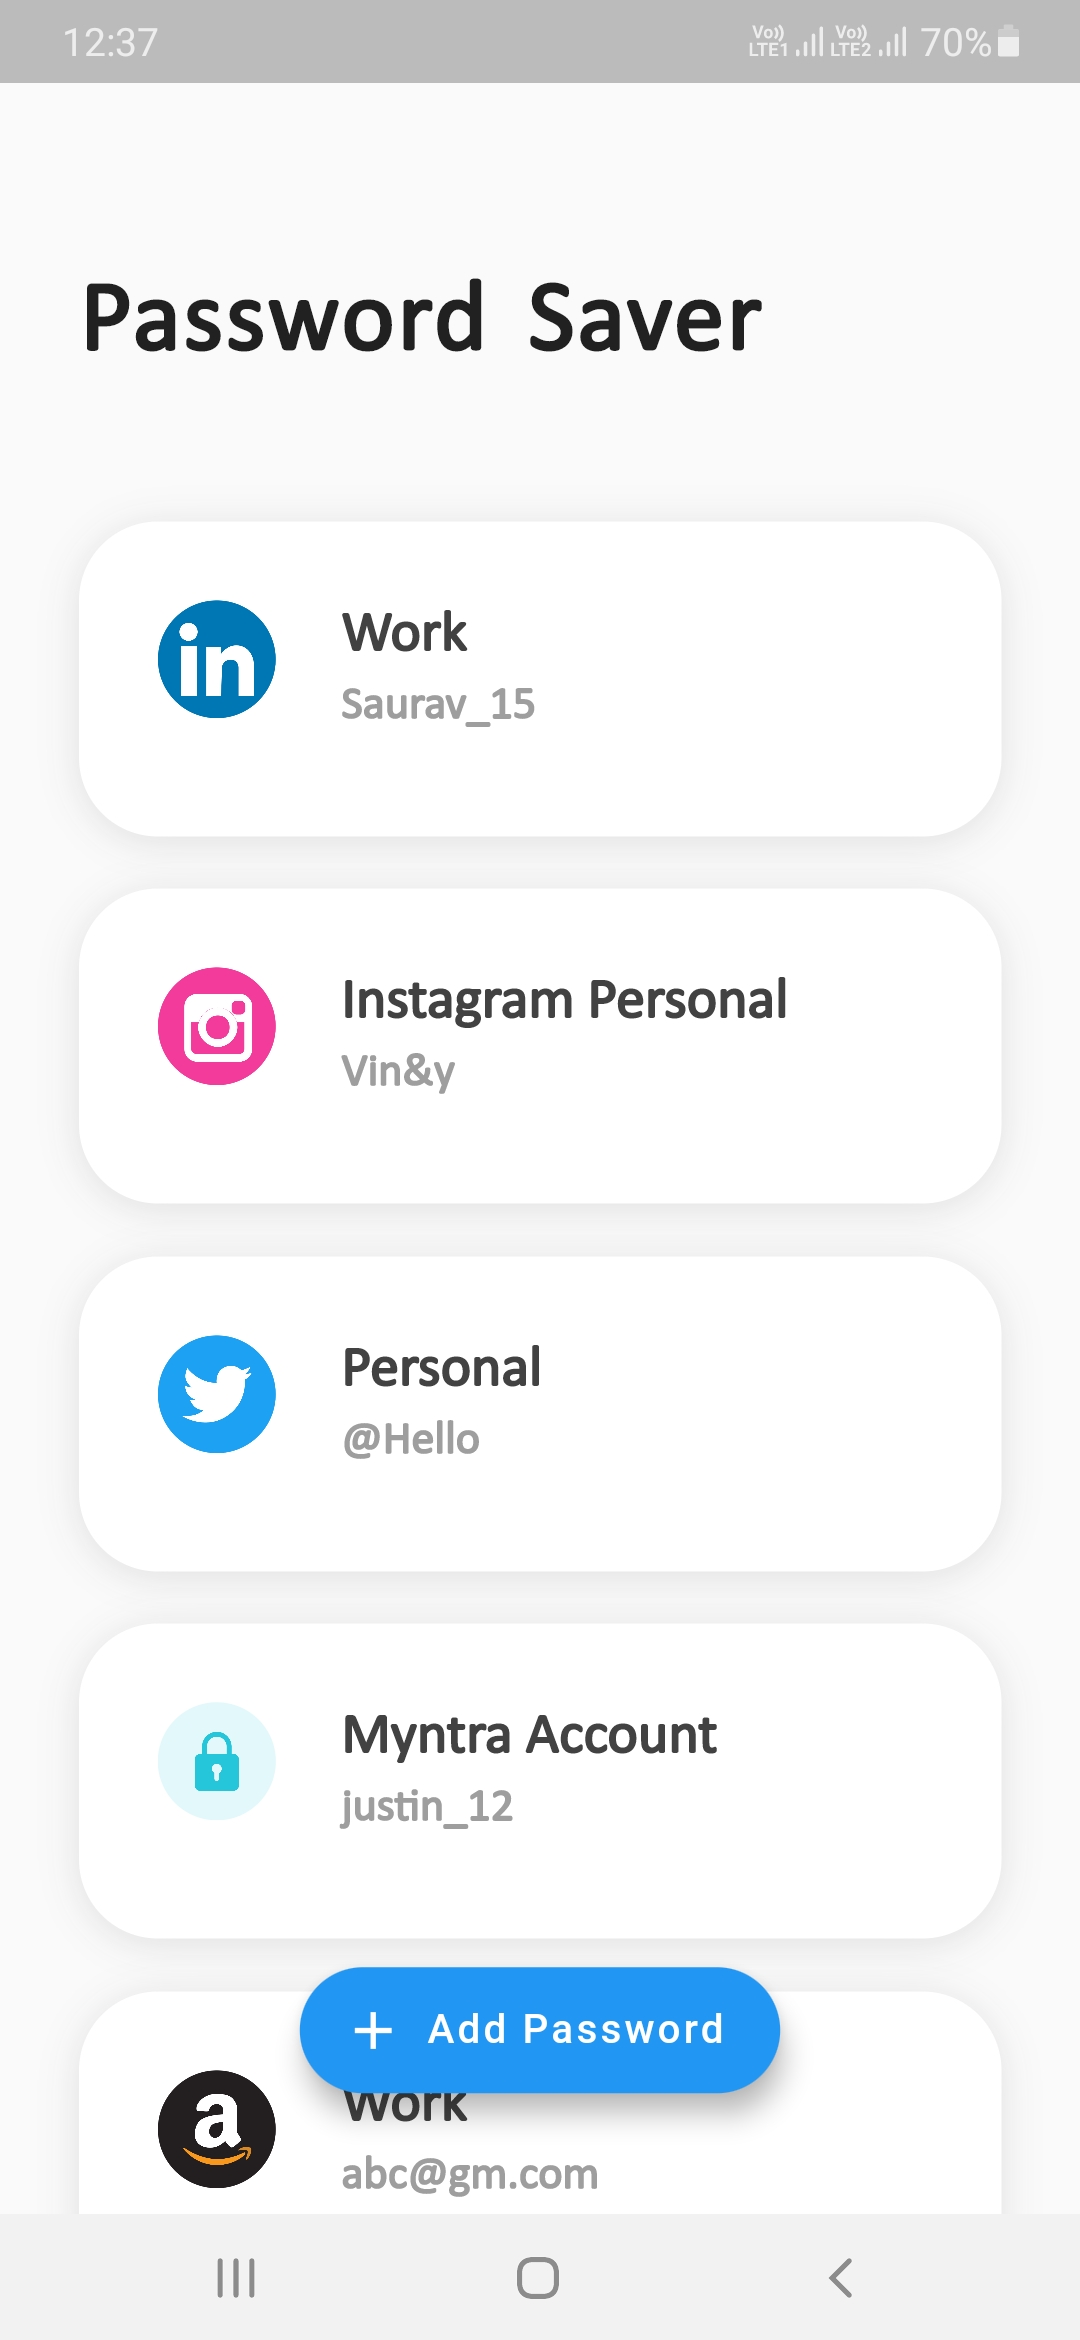 12:37
Vo)) LTE1 Vo)) LTE2 70%
Password Saver
in
Work
Saurav_15
Instagram Personal
Vin&y
Personal
@Hello
Myntra Account
justin_12
+ Add Password
a
Work
abc@gm.com